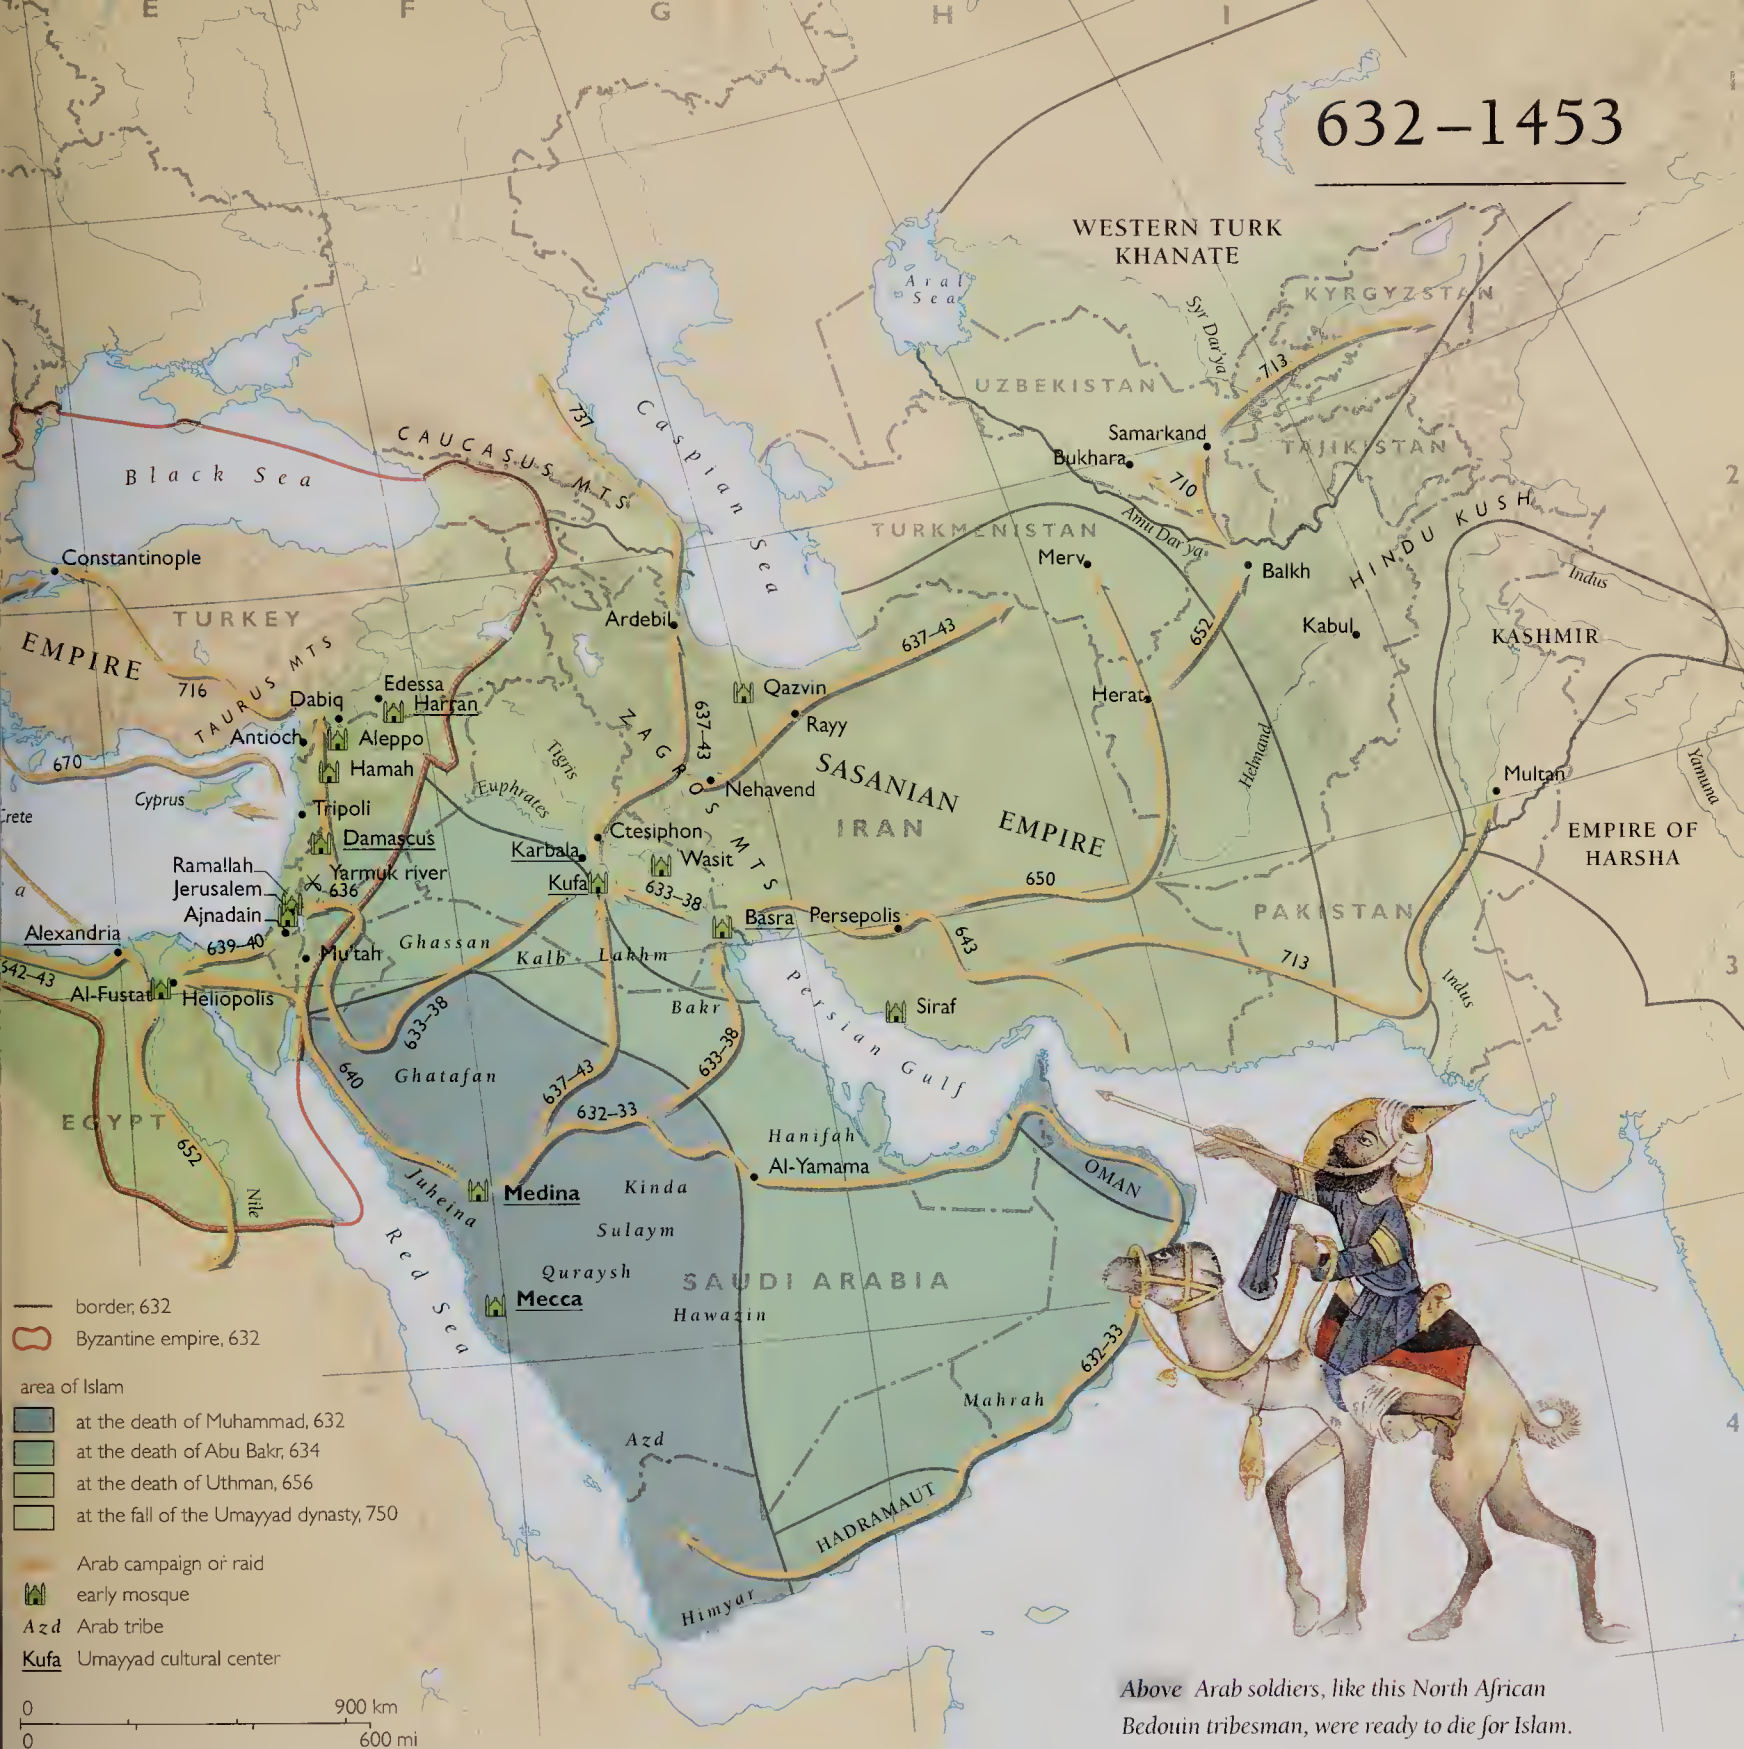 E
F
G
H
I
1
632–1453
WESTERN TURK
KHANATE
Aral
Sea
KYRGYZSTAN
Syr Dar'ya
713
UZBEKISTAN
737
Caspian Sea
CAUCASUS MTS
Black Sea
Samarkand
TAJIKISTAN
Bukhara
710
2
HINDU KUSH
TURKMENISTAN
Amu Dar'ya
Constantinople
Merv
Balkh
Indus
TURKEY
Ardebil
637–43
652
Kabul
KASHMIR
EMPIRE
716
TAURUS MTS
Edessa
Dabiq
Harran
Qazvin
Herat
Antioch
Aleppo
ZAGROS MTS
637–43
Rayy
670
Hamah
Tigris
SASANIAN EMPIRE
Helmand
Yamuna
Euphrates
Nehavend
Multan
Cyprus
Tripoli
IRAN
Crete
Damascus
Ctesiphon
EMPIRE OF
HARSHA
Karbala
Wasit
Ramallah
Yarmuk river
636
Jerusalem
Kufa
633–38
650
a
Ajnadain
Basra
Persepolis
PAKISTAN
Alexandria
639–40
Ghassan
643
Mu'tah
Kalb
Lakhm
713
3
642–43
Al-Fustat
Heliopolis
Persian Gulf
Indus
633–38
Bakr
Siraf
640
Ghatafan
637–43
633–38
632–33
EGYPT
652
Hanifah
Al-Yamama
OMAN
Juheina
Medina
Kinda
Nile
Sulaym
Red Sea
Quraysh
SAUDI ARABIA
Mecca
Hawazin
632–33
Mahrah
4
Azd
HADRAMAUT
Himyar
border, 632
Byzantine empire, 632
area of Islam
at the death of Muhammad, 632
at the death of Abu Bakr, 634
at the death of Uthman, 656
at the fall of the Umayyad dynasty, 750
Arab campaign or raid
early mosque
Azd Arab tribe
Kufa Umayyad cultural center
0 900 km
0 600 mi
Above Arab soldiers, like this North African
Bedouin tribesman, were ready to die for Islam.